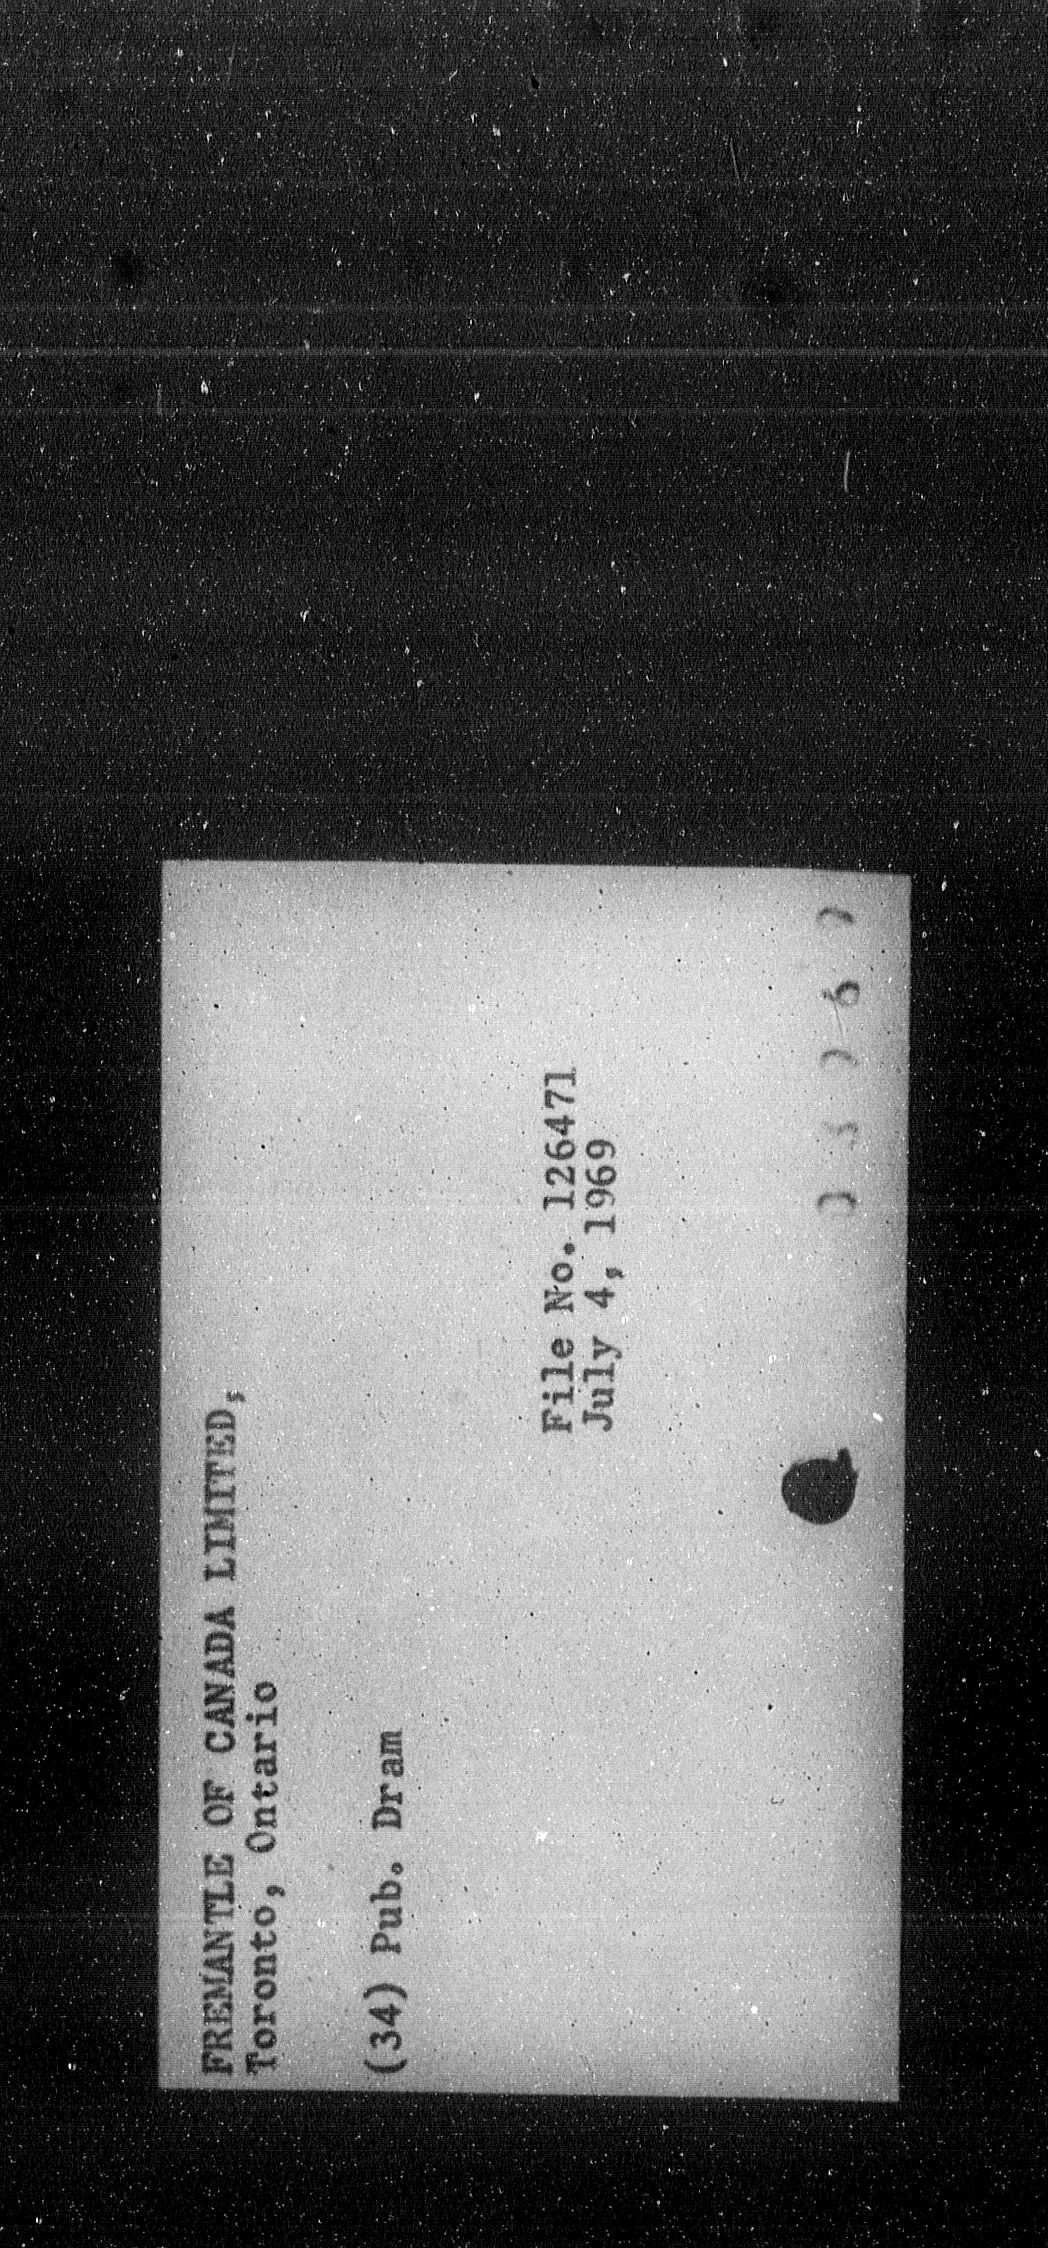 FREMANTLE OF CANADA LIMITED,
Toronto, Ontario
(34) Pub. Dram
File No. 126471
July 4, 1969